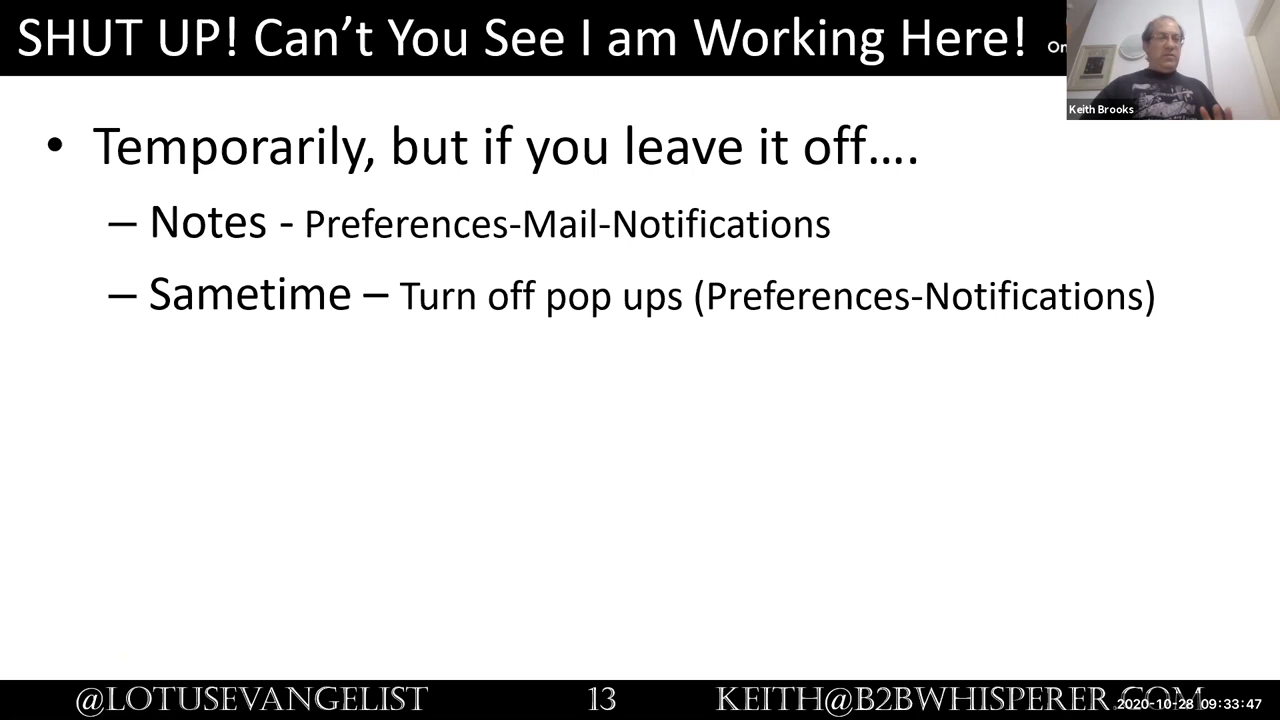 SHUT UP! Can't You See I am Working Here!
On
Keith Brooks
• Temporarily, but if you leave it off....
– Notes - Preferences-Mail-Notifications
– Sametime – Turn off pop ups (Preferences-Notifications)
@LOTUSEVANGELIST 13 KEITH@B2BWHISPERER.COM
2020-10-28 09:33:47